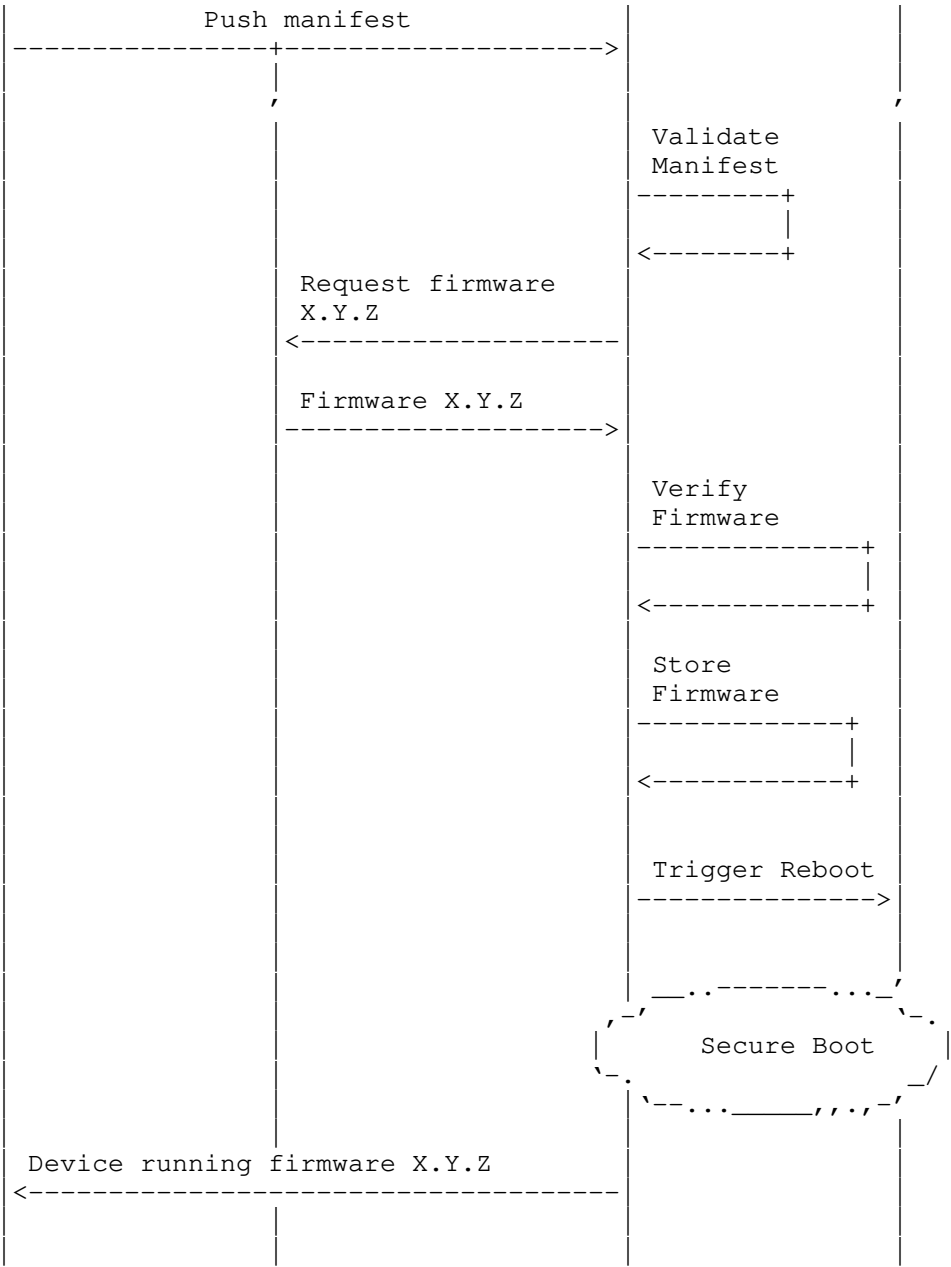 Push manifest
Validate
Manifest
Request firmware
X.Y.Z
Firmware X.Y.Z
Verify
Firmware
Store
Firmware
Trigger Reboot
Secure Boot
Device running firmware X.Y.Z